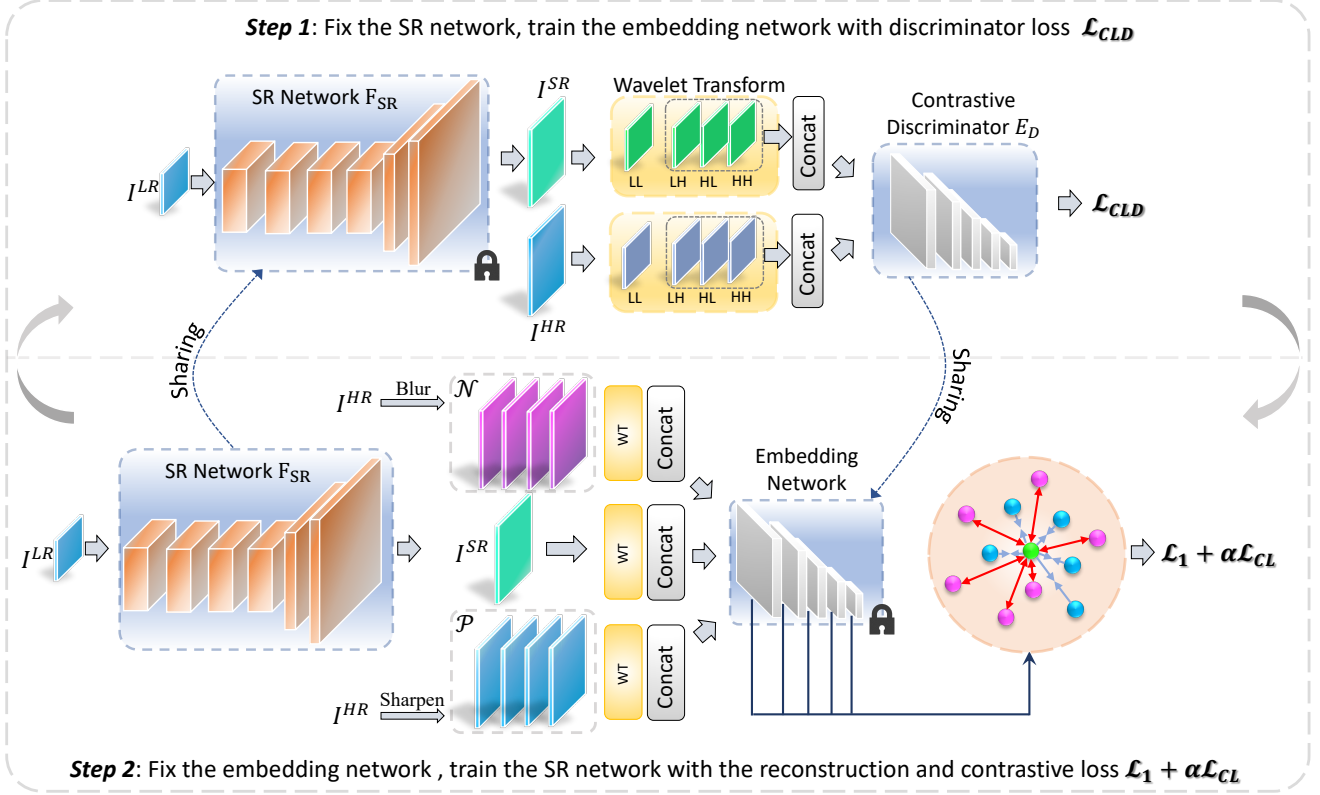 Step 1: Fix the SR network, train the embedding network with discriminator loss 𝓛_CLD
SR Network F_SR
I^SR
Wavelet Transform
Contrastive
Discriminator E_D
I^LR
LL
LH
HL
HH
Concat
𝓛_CLD
I^HR
LL
LH
HL
HH
Concat
Sharing
Sharing
I^HR
Blur
𝒩
WT
Concat
SR Network F_SR
Embedding
Network
I^LR
I^SR
WT
Concat
𝓛_1 + α𝓛_CL
𝒫
WT
Concat
I^HR
Sharpen
Step 2: Fix the embedding network , train the SR network with the reconstruction and contrastive loss 𝓛_1 + α𝓛_CL